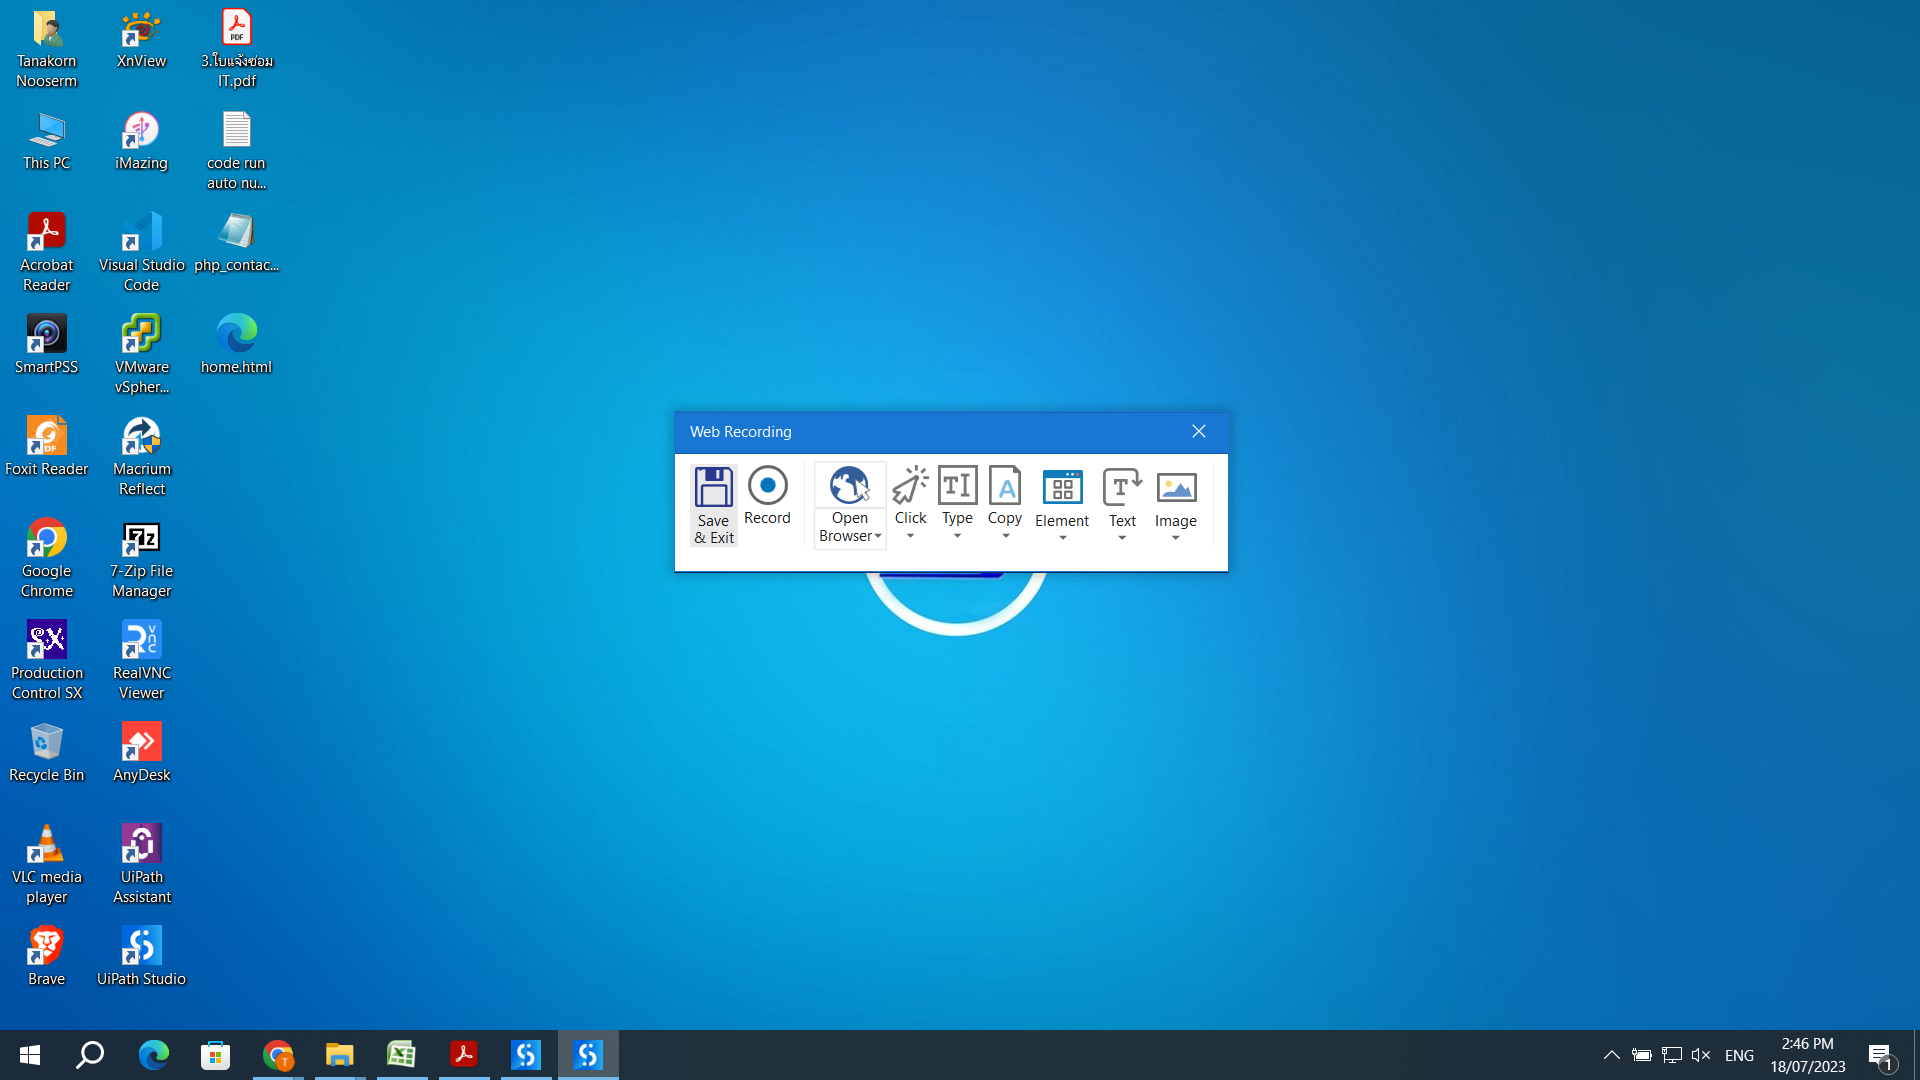 Tanakorn
Nooserm
XnView
PDF
3.ใบแจ้งซ่อม
IT.pdf
This PC
iMazing
code run
auto nu...
Acrobat
Reader
Visual Studio
Code
php_contac...
SmartPSS
VMware
vSpher...
home.html
Foxit Reader
Macrium
Reflect
Google
Chrome
7-Zip File
Manager
Production
Control SX
RealVNC
Viewer
Recycle Bin
AnyDesk
VLC media
player
UiPath
Assistant
Brave
UiPath Studio
Web Recording
Save
& Exit
Record
Open
Browser
Click
Type
Copy
Element
Text
Image
ENG
2:46 PM
18/07/2023
1